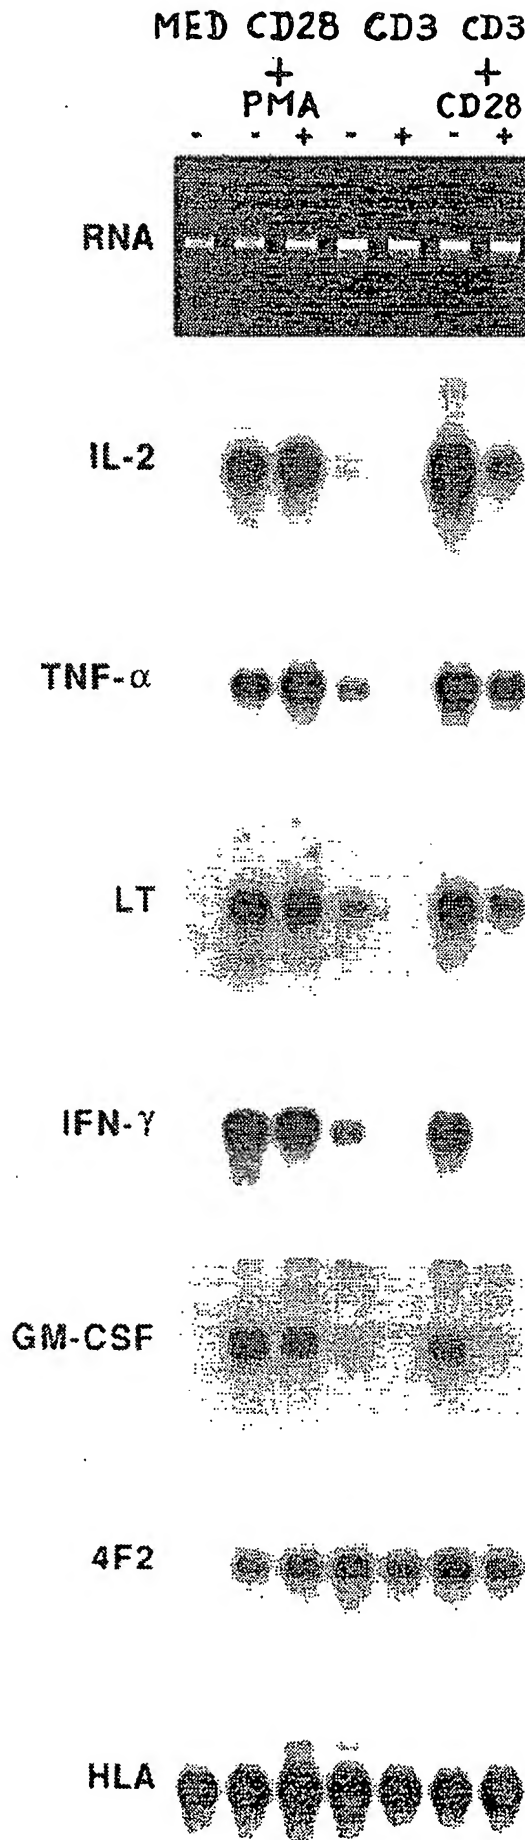 MED CD28 CD3 CD3
+ +
PMA CD28
- - + - + - +
RNA
IL-2
TNF-α
LT
IFN-γ
GM-CSF
4F2
HLA